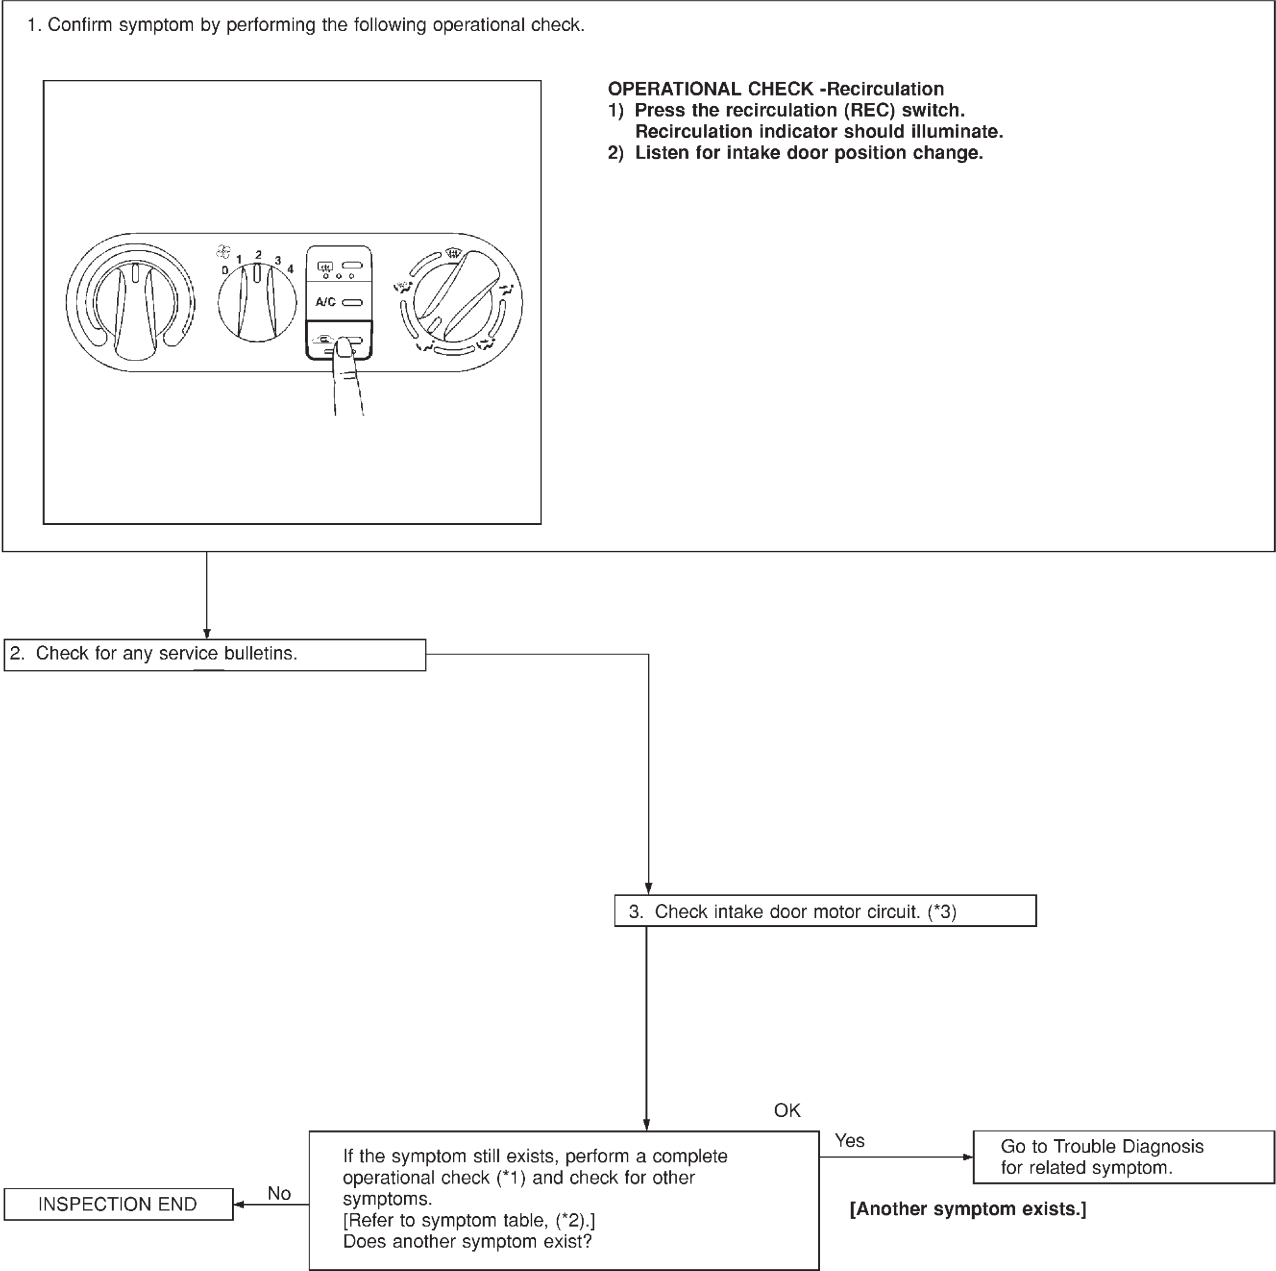 1. Confirm symptom by performing the following operational check.
OPERATIONAL CHECK -Recirculation
1) Press the recirculation (REC) switch.
Recirculation indicator should illuminate.
2) Listen for intake door position change.
0 1 2 3 4
A/C
2. Check for any service bulletins.
3. Check intake door motor circuit. (*3)
OK
If the symptom still exists, perform a complete
operational check (*1) and check for other
symptoms.
[Refer to symptom table, (*2).]
Does another symptom exist?
Yes
Go to Trouble Diagnosis
for related symptom.
[Another symptom exists.]
No
INSPECTION END